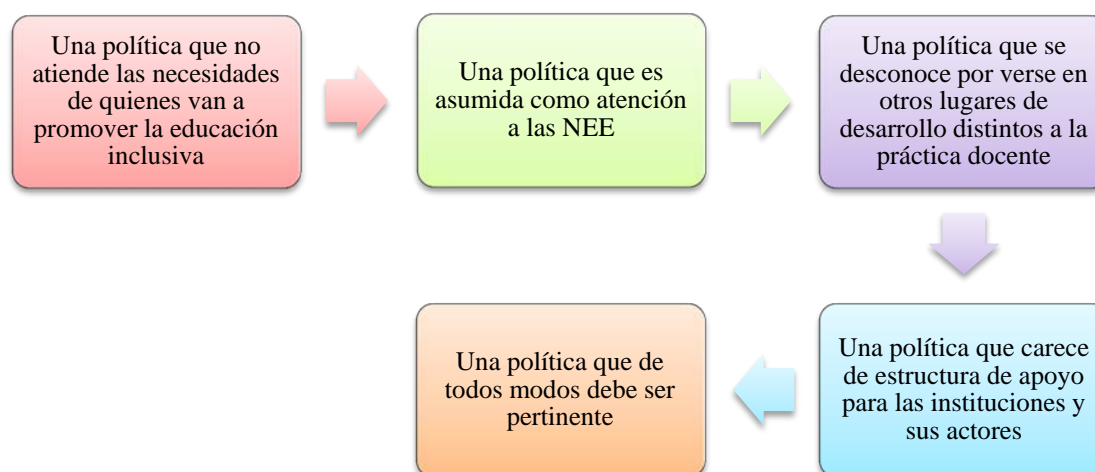 Una política que no
atiende las necesidades
de quienes van a
promover la educación
inclusiva
Una política que es
asumida como atención
a las NEE
Una política que se
desconoce por verse en
otros lugares de
desarrollo distintos a la
práctica docente
Una política que carece
de estructura de apoyo
para las instituciones y
sus actores
Una política que de
todos modos debe ser
pertinente